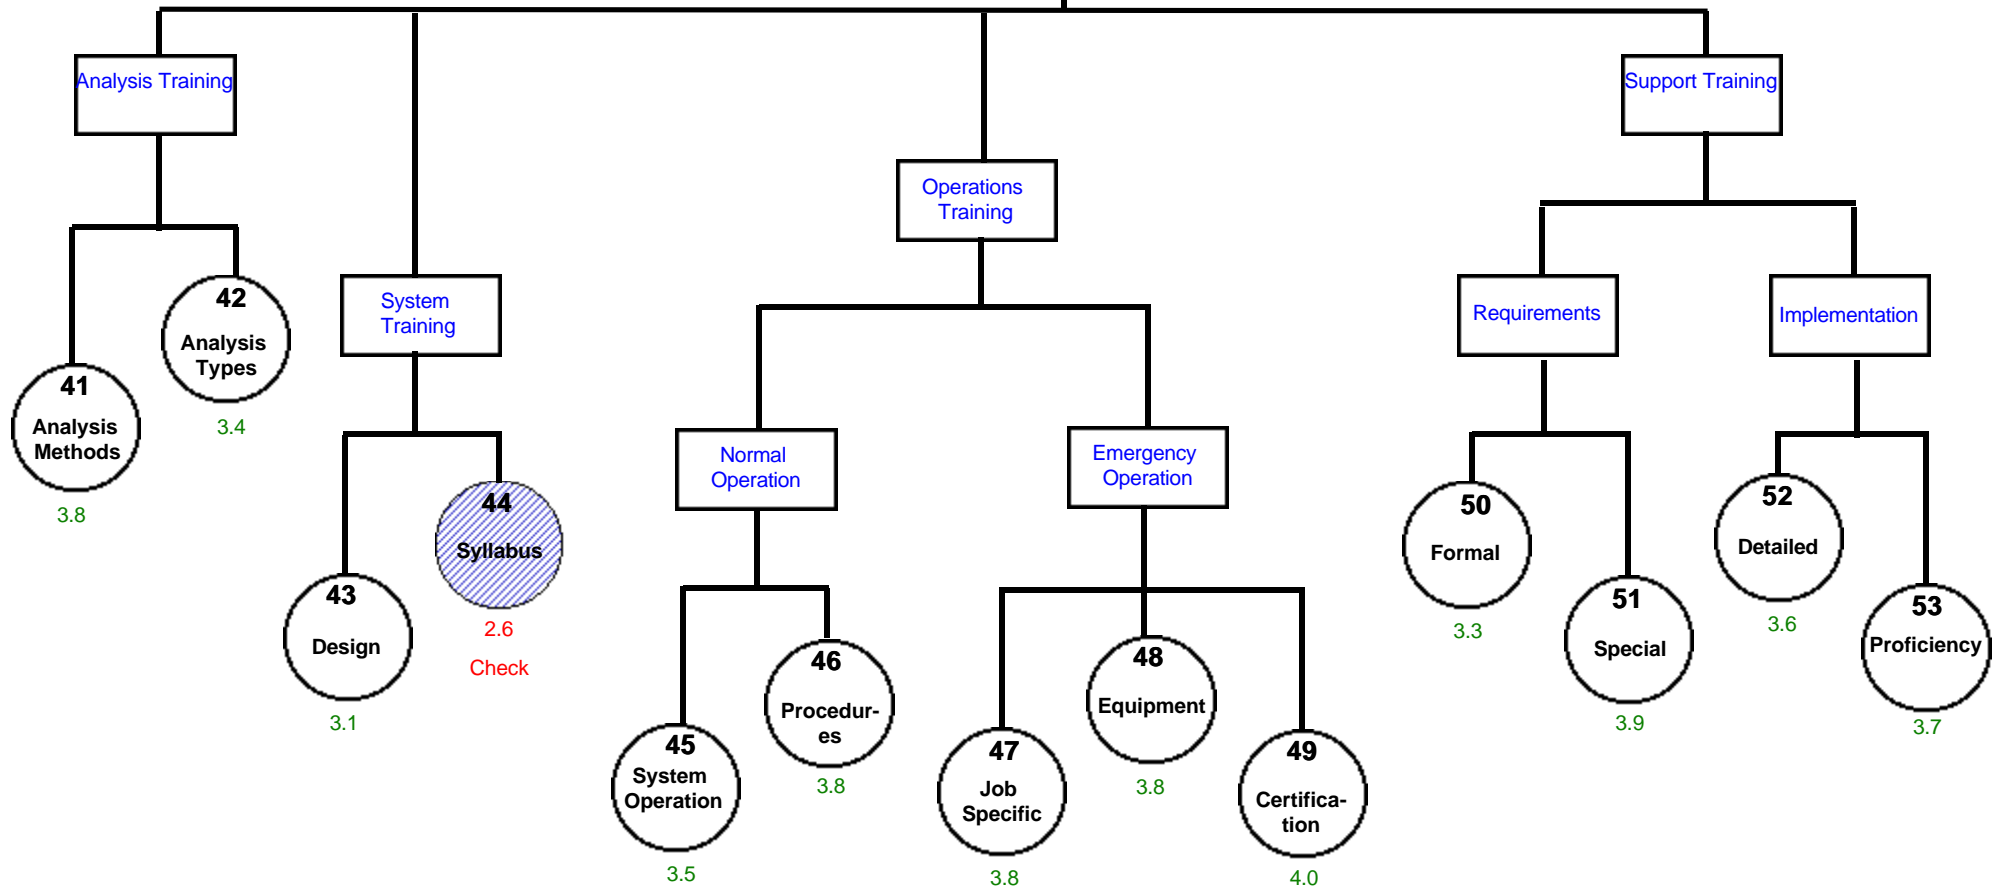 Analysis Training
Support Training
Operations
Training
System
Training
Requirements
Implementation
42
Analysis
Types
3.4
41
Analysis
Methods
3.8
Normal
Operation
Emergency
Operation
44
Syllabus
2.6
Check
43
Design
3.1
50
Formal
3.3
52
Detailed
3.6
51
Special
3.9
53
Proficiency
3.7
46
Procedur-
es
3.8
48
Equipment
3.8
45
System
Operation
3.5
47
Job
Specific
3.8
49
Certifica-
tion
4.0